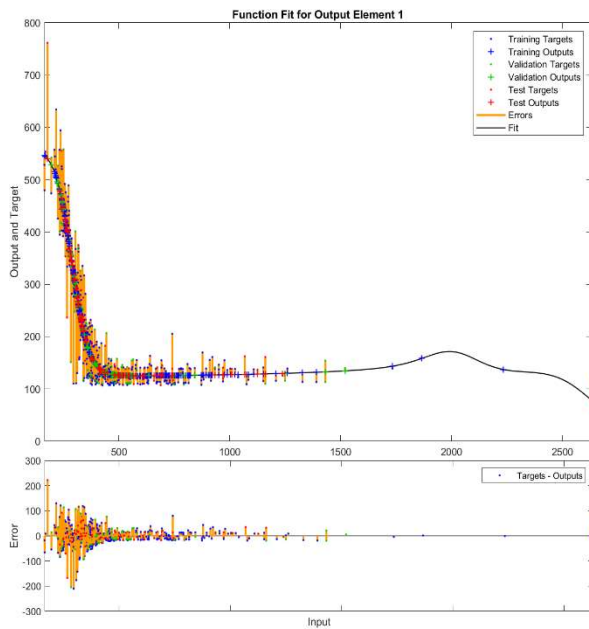 Function Fit for Output Element 1
800
700
600
500
400
300
200
100
0
Output and Target
Training Targets
Training Outputs
Validation Targets
Validation Outputs
Test Targets
Test Outputs
Errors
Fit
500
1000
1500
2000
2500
300
200
100
0
-100
-200
-300
Error
Targets - Outputs
Input